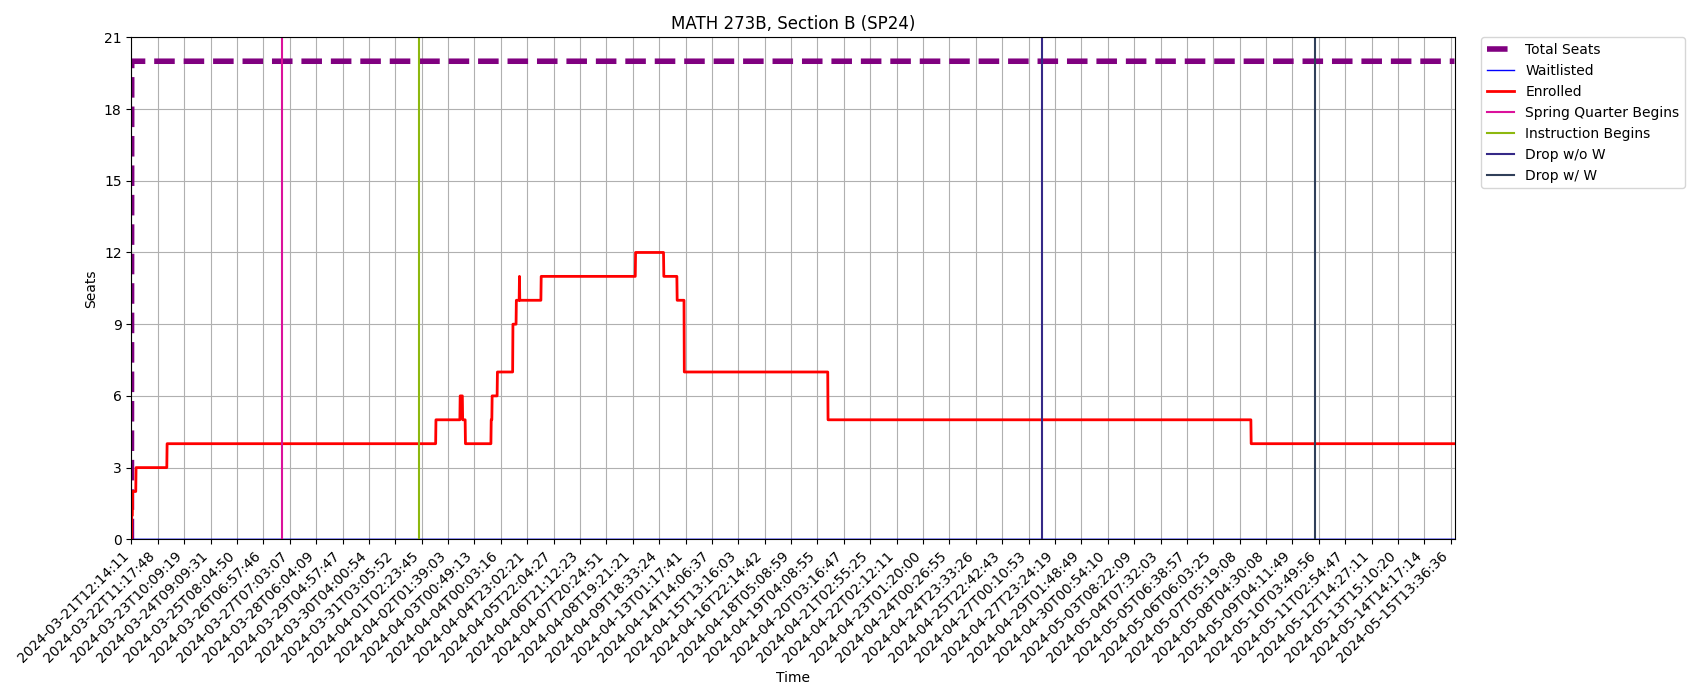 MATH 273B, Section B (SP24)
21
18
15
12
9
6
3
0
Seats
2024-03-21T12:14:11
2024-03-22T11:17:48
2024-03-23T10:09:19
2024-03-24T09:09:31
2024-03-25T08:04:50
2024-03-26T06:57:46
2024-03-27T07:03:07
2024-03-28T06:04:09
2024-03-29T04:57:47
2024-03-30T04:00:54
2024-03-31T03:05:52
2024-04-01T02:23:45
2024-04-02T01:39:03
2024-04-03T00:49:13
2024-04-04T00:03:16
2024-04-04T23:02:21
2024-04-05T22:04:27
2024-04-06T21:12:23
2024-04-07T20:24:51
2024-04-08T19:21:21
2024-04-09T18:33:24
2024-04-13T01:17:41
2024-04-14T14:06:37
2024-04-15T13:16:03
2024-04-16T22:14:42
2024-04-18T05:08:59
2024-04-19T04:08:55
2024-04-20T03:16:47
2024-04-21T02:55:25
2024-04-22T02:12:11
2024-04-23T01:20:00
2024-04-24T00:26:55
2024-04-24T23:33:26
2024-04-25T22:42:43
2024-04-27T00:10:53
2024-04-27T23:24:19
2024-04-29T01:48:49
2024-04-30T00:54:10
2024-05-03T08:22:09
2024-05-04T07:32:03
2024-05-05T06:38:57
2024-05-06T06:03:25
2024-05-07T05:19:08
2024-05-08T04:30:08
2024-05-09T04:11:49
2024-05-10T03:49:56
2024-05-11T02:54:47
2024-05-12T14:27:11
2024-05-13T15:10:20
2024-05-14T14:17:14
2024-05-15T13:36:36
Time
Total Seats
Waitlisted
Enrolled
Spring Quarter Begins
Instruction Begins
Drop w/o W
Drop w/ W